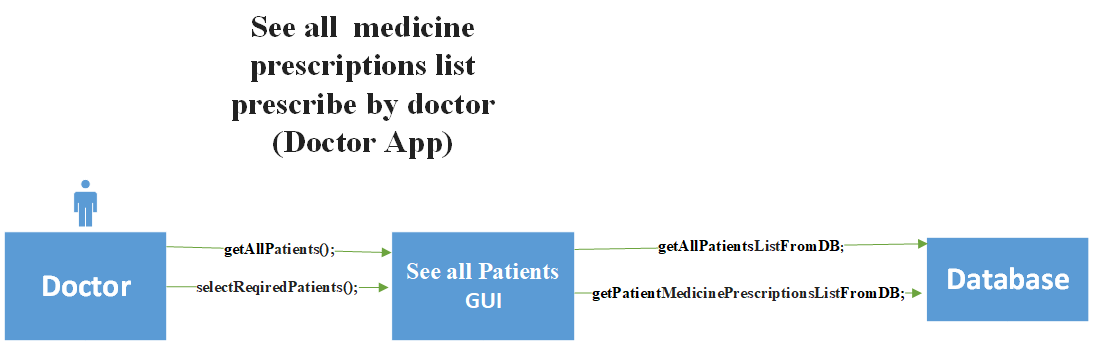 See all medicine
prescriptions list
prescribe by doctor
(Doctor App)
Doctor
getAllPatients();
selectReqiredPatients();
See all Patients
GUI
getAllPatientsListFromDB;
getPatientMedicinePrescriptionsListFromDB;
Database